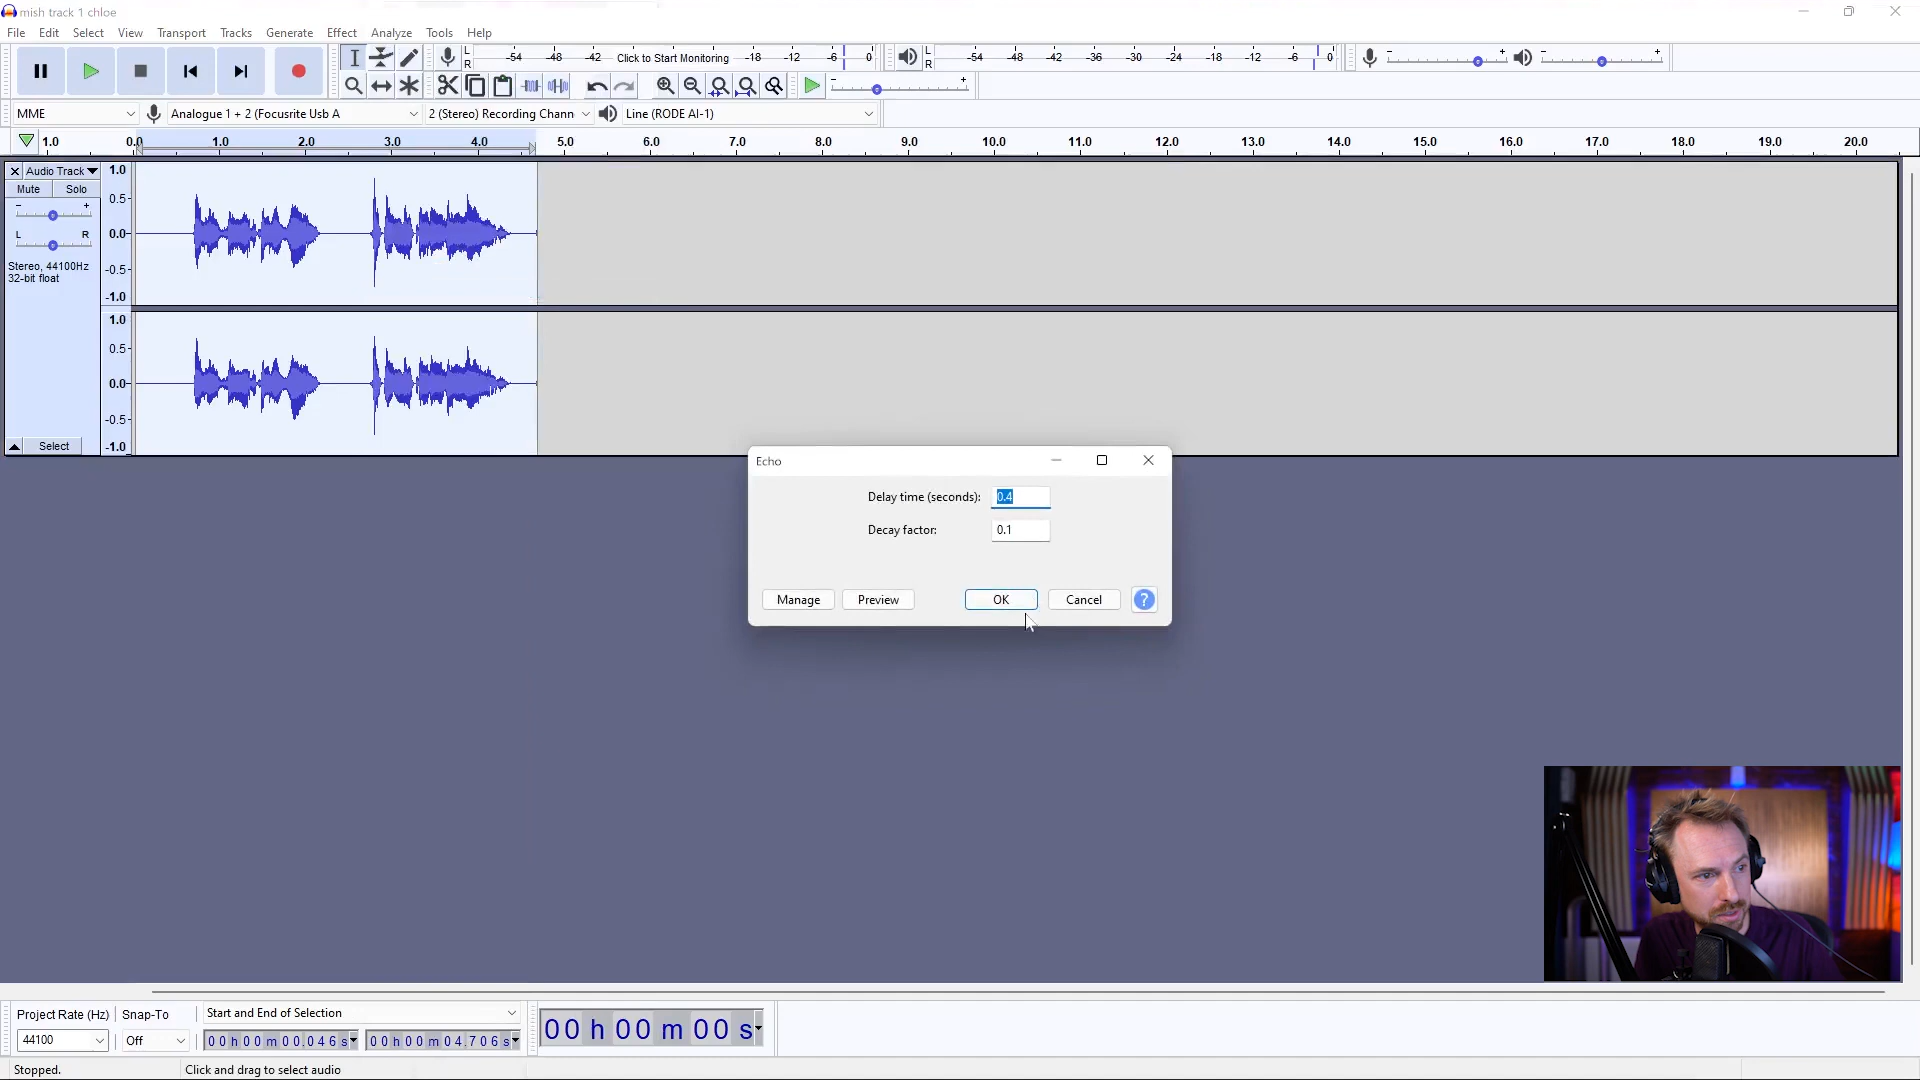 mish track 1 chloe
File Edit Select View Transport Tracks Generate Effect Analyze Tools Help
L R -54 -48 -42 Click to Start Monitoring -18 -12 -6 0
L R -54 -48 -42 -36 -30 -24 -18 -12 -6 0
- +
- +
- +
MME Analogue 1 + 2 (Focusrite Usb A 2 (Stereo) Recording Chann Line (RODE AI-1)
1.0 0.0 1.0 2.0 3.0 4.0 5.0 6.0 7.0 8.0 9.0 10.0 11.0 12.0 13.0 14.0 15.0 16.0 17.0 18.0 19.0 20.0
Audio Track
Mute Solo
- +
L R
Stereo, 44100Hz
32-bit float
Select
1.0
0.5
0.0
-0.5
-1.0
1.0
0.5
0.0
-0.5
-1.0
Echo
Delay time (seconds): 0.4
Decay factor: 0.1
Manage Preview OK Cancel ?
Project Rate (Hz) Snap-To Start and End of Selection
44100 Off 00h00m00.046s 00h00m04.706s
00h00m00s
Stopped. Click and drag to select audio